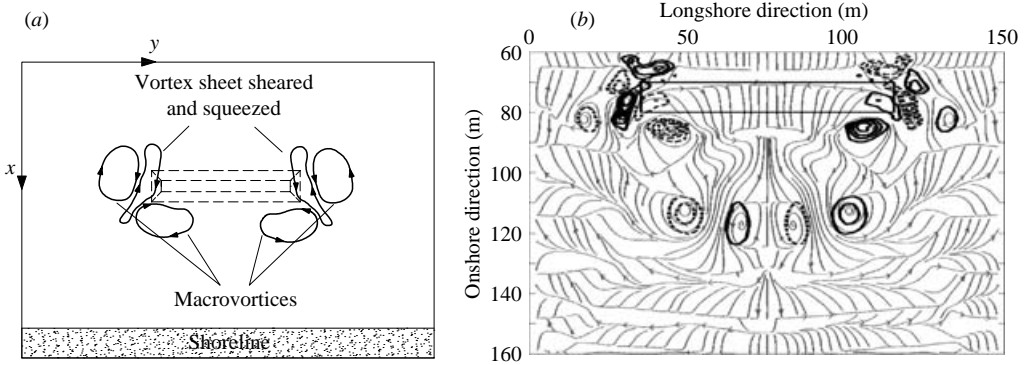 (a)
y
Vortex sheet sheared
and squeezed
x
Macrovortices
Shoreline
(b)
Longshore direction (m)
0 50 100 150
Onshore direction (m)
60
80
100
120
140
160